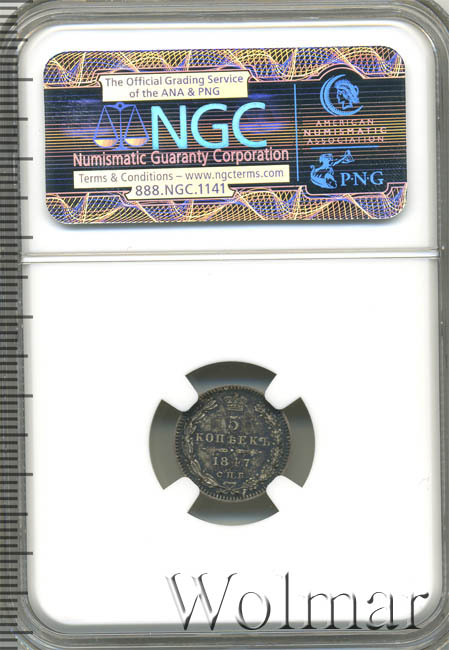 The Official Grading Service
of the ANA & PNG
NGC
Numismatic Guaranty Corporation
Terms & Conditions – www.ngcterms.com
888.NGC.1141
AMERICAN
NUMISMATIC
ASSOCIATION
PNG
5
КОПѢЕКЪ
1847
С.П.Б.
Wolmar